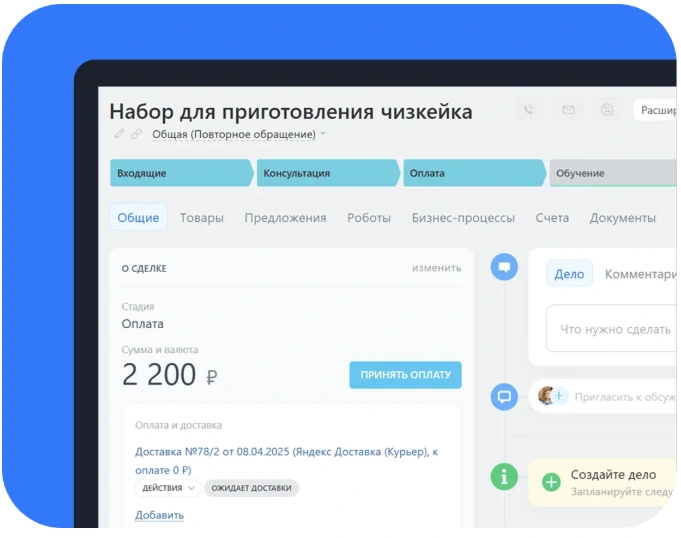 Набор для приготовления чизкейка
Общая (Повторное обращение)
Входящие
Консультация
Оплата
Обучение
Общие
Товары
Предложения
Роботы
Бизнес-процессы
Счета
Документы
О СДЕЛКЕ
изменить
Стадия
Оплата
Сумма и валюта
2 200 ₽
ПРИНЯТЬ ОПЛАТУ
Оплата и доставка
Доставка №78/2 от 08.04.2025 (Яндекс Доставка (Курьер), к
оплате 0 ₽)
ДЕЙСТВИЯ
ОЖИДАЕТ ДОСТАВКИ
Добавить
Дело
Что нужно сделать
Пригласить к
Создайте дело
Запланируйте